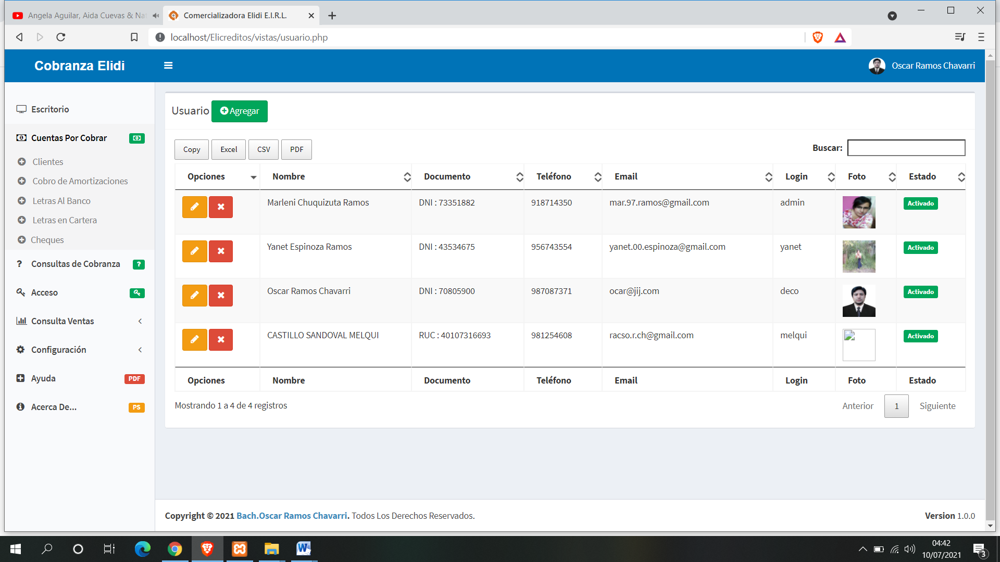 Angela Aguilar, Aida Cuevas & Na
Comercializadora Elidi E.I.R.L.
localhost/Elicreditos/vistas/usuario.php
Cobranza Elidi
Oscar Ramos Chavarri
Escritorio
Cuentas Por Cobrar
Clientes
Cobro de Amortizaciones
Letras Al Banco
Letras en Cartera
Cheques
Consultas de Cobranza ?
Acceso
Consulta Ventas
Configuración
Ayuda PDF
Acerca De... PS
Usuario Agregar
Copy Excel CSV PDF
Buscar:
Opciones Nombre Documento Teléfono Email Login Foto Estado
Marleni Chuquizuta Ramos DNI : 73351882 918714350 mar.97.ramos@gmail.com admin Activado
Yanet Espinoza Ramos DNI : 43534675 956743554 yanet.00.espinoza@gmail.com yanet Activado
Oscar Ramos Chavarri DNI : 70805900 987087371 ocar@jij.com deco Activado
CASTILLO SANDOVAL MELQUI RUC : 40107316693 981254608 racso.r.ch@gmail.com melqui Activado
Opciones Nombre Documento Teléfono Email Login Foto Estado
Mostrando 1 a 4 de 4 registros
Anterior 1 Siguiente
Copyright © 2021 Bach.Oscar Ramos Chavarri. Todos Los Derechos Reservados.
Version 1.0.0
04:42
10/07/2021
3